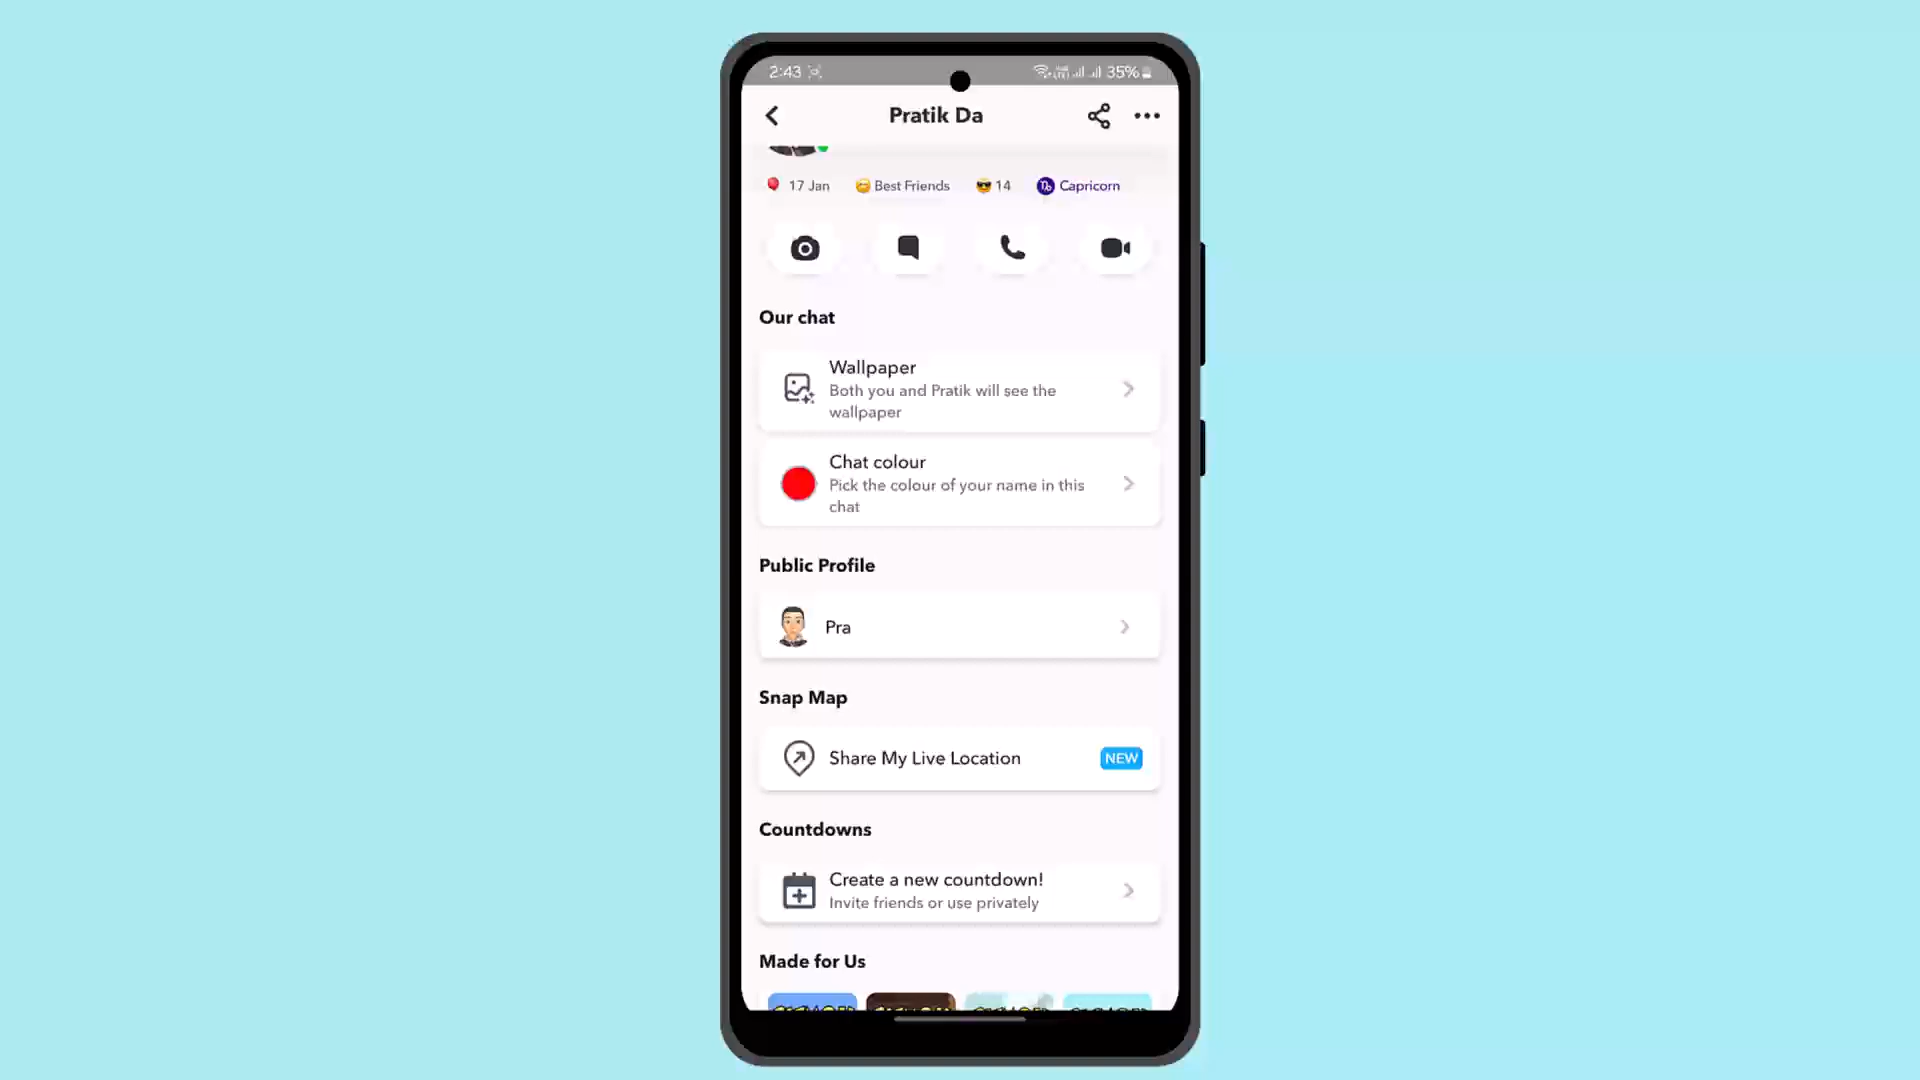 2:43 35%
Pratik Da
17 Jan Best Friends 14 Capricorn
Our chat
Wallpaper
Both you and Pratik will see the
wallpaper
Chat colour
Pick the colour of your name in this
chat
Public Profile
Pra
Snap Map
Share My Live Location NEW
Countdowns
Create a new countdown!
Invite friends or use privately
Made for Us